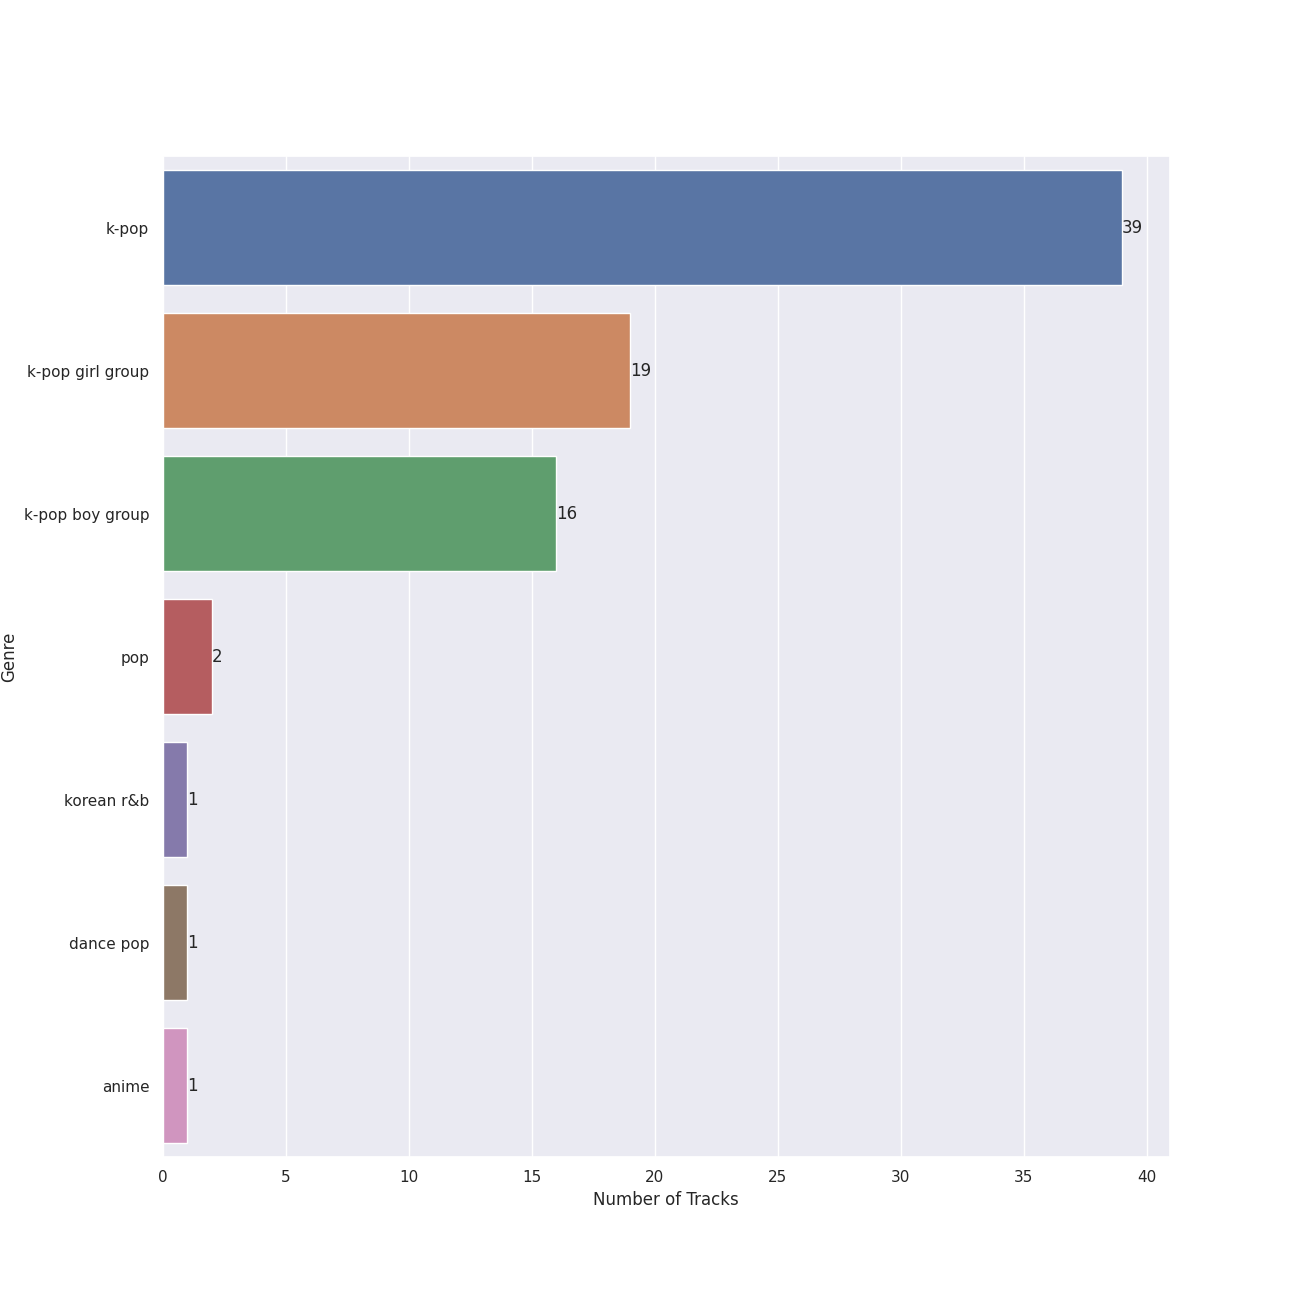 k-pop
39
k-pop girl group
19
k-pop boy group
16
Genre
pop
2
korean r&b
1
dance pop
1
anime
1
0 5 10 15 20 25 30 35 40
Number of Tracks